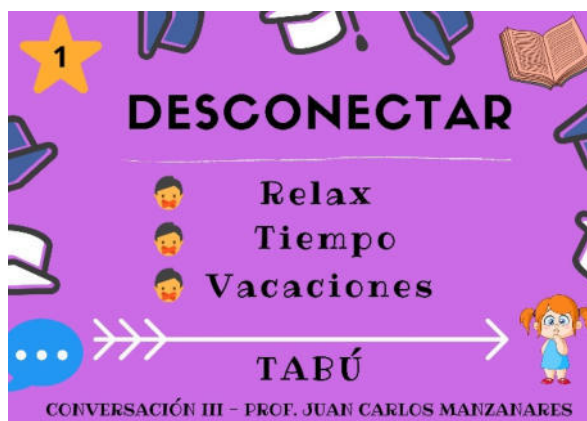 1
DESCONECTAR
Relax
Tiempo
Vacaciones
TABÚ
CONVERSACIÓN III - PROF. JUAN CARLOS MANZANARES